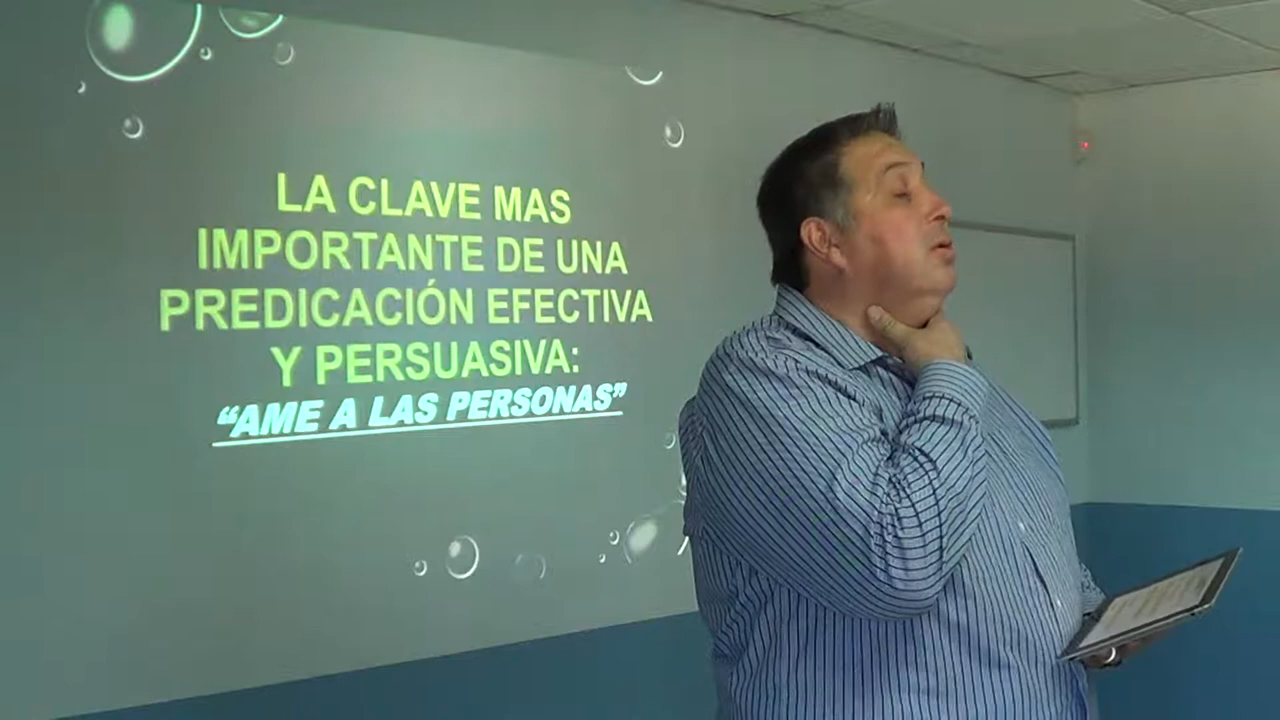 LA CLAVE MAS
IMPORTANTE DE UNA
PREDICACIÓN EFECTIVA
Y PERSUASIVA:
“AME A LAS PERSONAS”